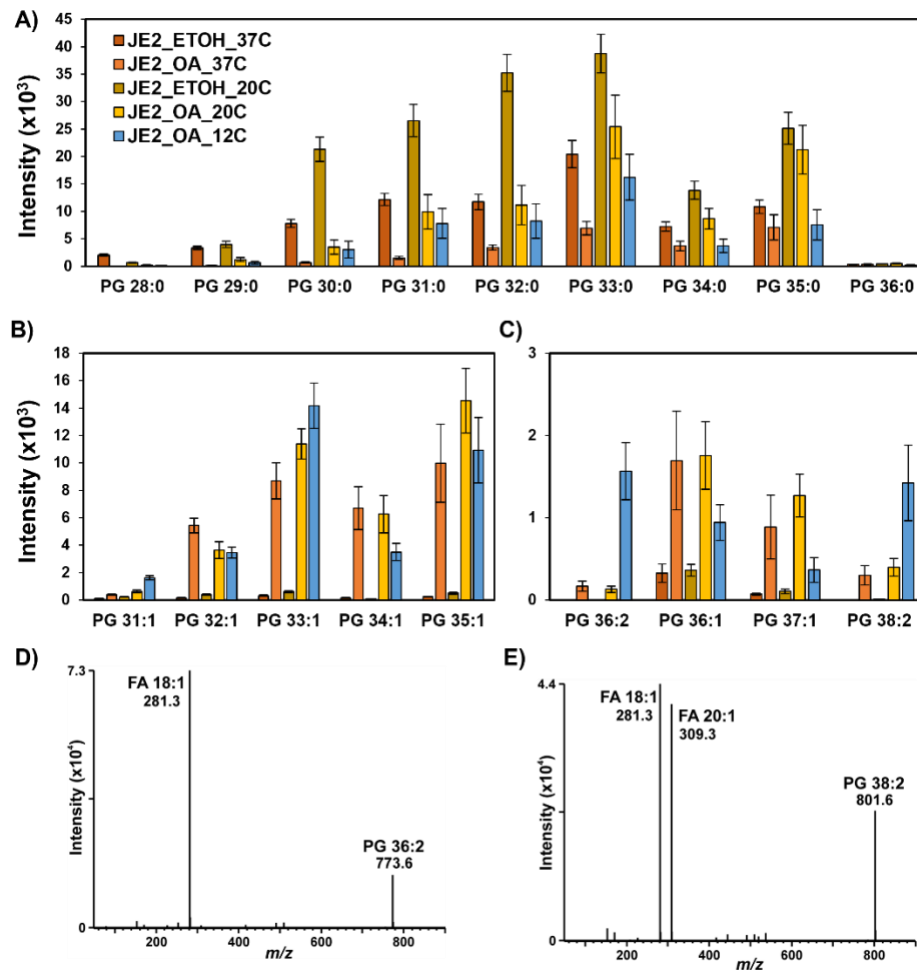 A)
Intensity (x10³)
45
40
35
30
25
20
15
10
5
0
JE2_ETOH_37C
JE2_OA_37C
JE2_ETOH_20C
JE2_OA_20C
JE2_OA_12C
PG 28:0 PG 29:0 PG 30:0 PG 31:0 PG 32:0 PG 33:0 PG 34:0 PG 35:0 PG 36:0
B)
Intensity (x10³)
18
16
14
12
10
8
6
4
2
0
PG 31:1 PG 32:1 PG 33:1 PG 34:1 PG 35:1
C)
3
2
1
0
PG 36:2 PG 36:1 PG 37:1 PG 38:2
D)
Intensity (x10⁴)
7.3
0
FA 18:1
281.3
PG 36:2
773.6
200 400 600 800
m/z
E)
Intensity (x10⁴)
4.4
0
FA 18:1
281.3
FA 20:1
309.3
PG 38:2
801.6
200 400 600 800
m/z